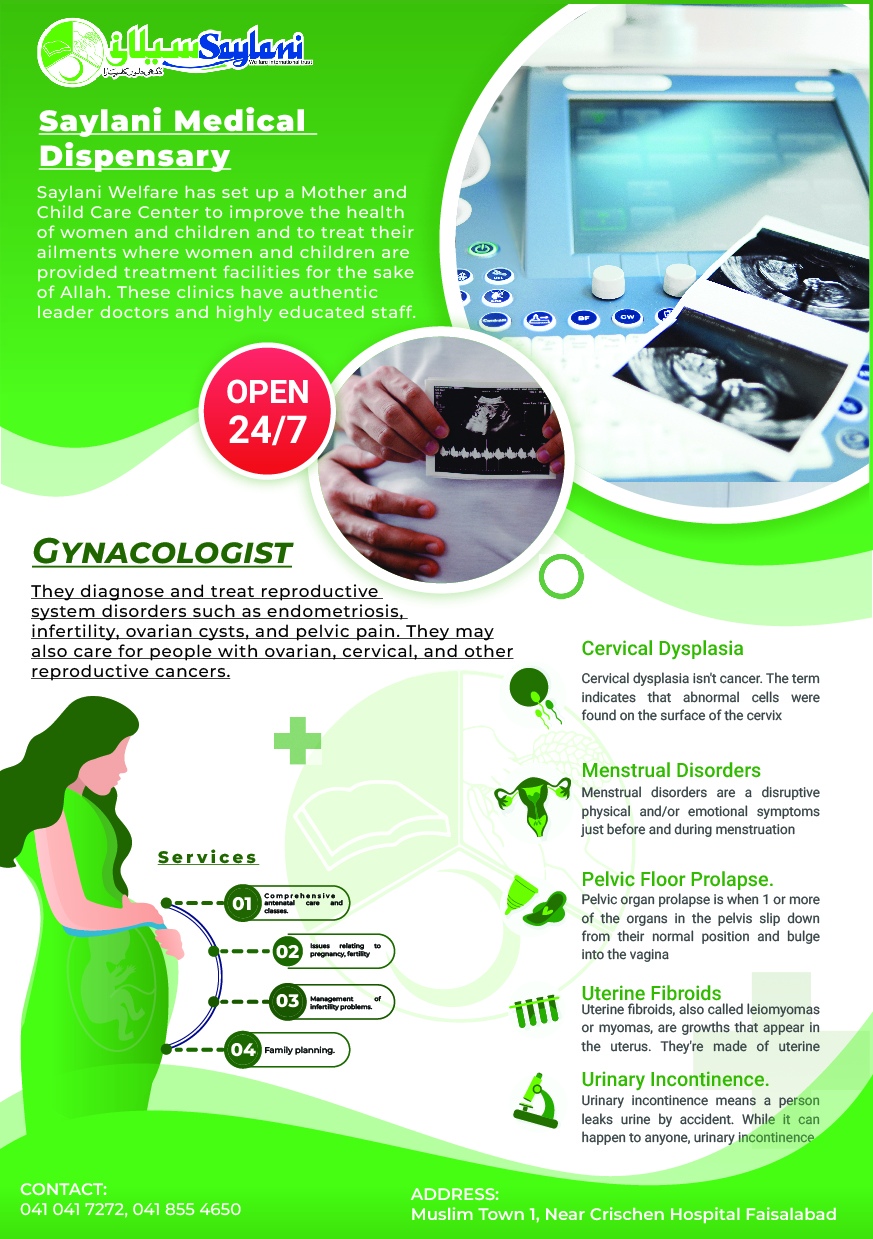 سیلانی Saylani
Welfare International trust
Saylani Medical
Dispensary
Saylani Welfare has set up a Mother and
Child Care Center to improve the health
of women and children and to treat their
ailments where women and children are
provided treatment facilities for the sake
of Allah. These clinics have authentic
leader doctors and highly educated staff.
OPEN
24/7
BF
CW
GYNACOLOGIST
They diagnose and treat reproductive
system disorders such as endometriosis,
infertility, ovarian cysts, and pelvic pain. They may
also care for people with ovarian, cervical, and other
reproductive cancers.
Cervical Dysplasia
Cervical dysplasia isn't cancer. The term
indicates that abnormal cells were
found on the surface of the cervix
Menstrual Disorders
Menstrual disorders are a disruptive
physical and/or emotional symptoms
just before and during menstruation
Pelvic Floor Prolapse.
Pelvic organ prolapse is when 1 or more
of the organs in the pelvis slip down
from their normal position and bulge
into the vagina
Uterine Fibroids
Uterine fibroids, also called leiomyomas
or myomas, are growths that appear in
the uterus. They're made of uterine
Urinary Incontinence.
Urinary incontinence means a person
leaks urine by accident. While it can
happen to anyone, urinary incontinence
Services
01
Comprehensive
antenatal care and
classes.
02
Issues relating to
pregnancy, fertility
03
Management of
infertility problems.
04 Family planning.
CONTACT:
041 041 7272, 041 855 4650
ADDRESS:
Muslim Town 1, Near Crischen Hospital Faisalabad